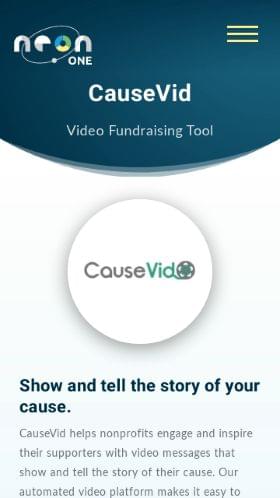 neon
ONE
CauseVid
Video Fundraising Tool
CauseVid
Show and tell the story of your
cause.
CauseVid helps nonprofits engage and inspire
their supporters with video messages that
show and tell the story of their cause. Our
automated video platform makes it easy to